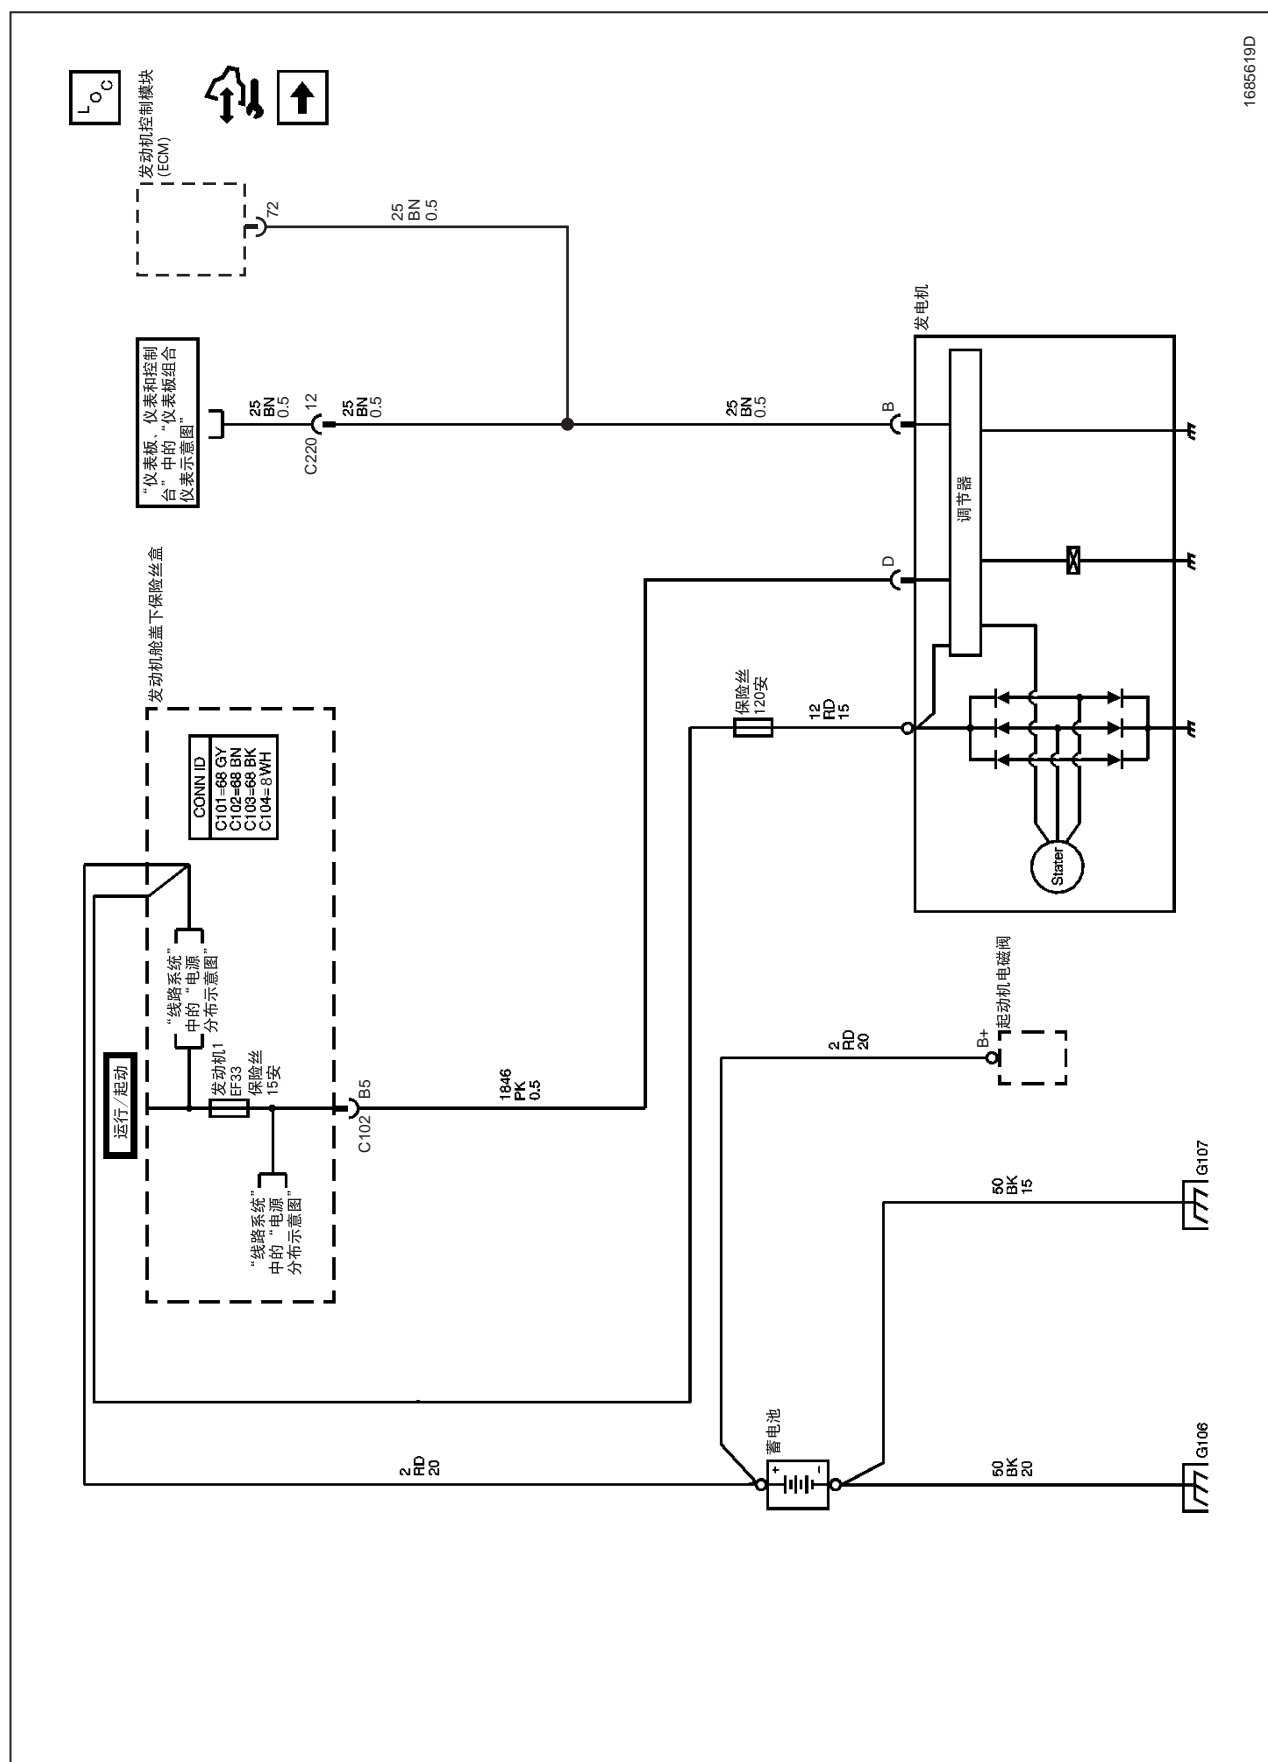 LOC
发动机控制模块
(ECM)
72
25
BN
0.5
“仪表板、仪表和控制
台”中的“仪表板组合
仪表示意图”
25
BN
0.5
C220
12
25
BN
0.5
25
BN
0.5
B
发电机
调节器
D
Stater
发动机舱盖下保险丝盒
CONN ID
C101=68 GY
C102=68 BN
C103=68 BK
C104=8 WH
保险丝
120安
12
RD
15
运行/起动
“线路系统”
中的“电源
分布示意图”
发动机1
EF33
保险丝
15安
“线路系统”
中的“电源
分布示意图”
C102
B5
1846
PK
0.5
2
RD
20
B+
起动机电磁阀
2
RD
20
蓄电池
+
-
50
BK
15
G107
50
BK
20
G106
1685619D